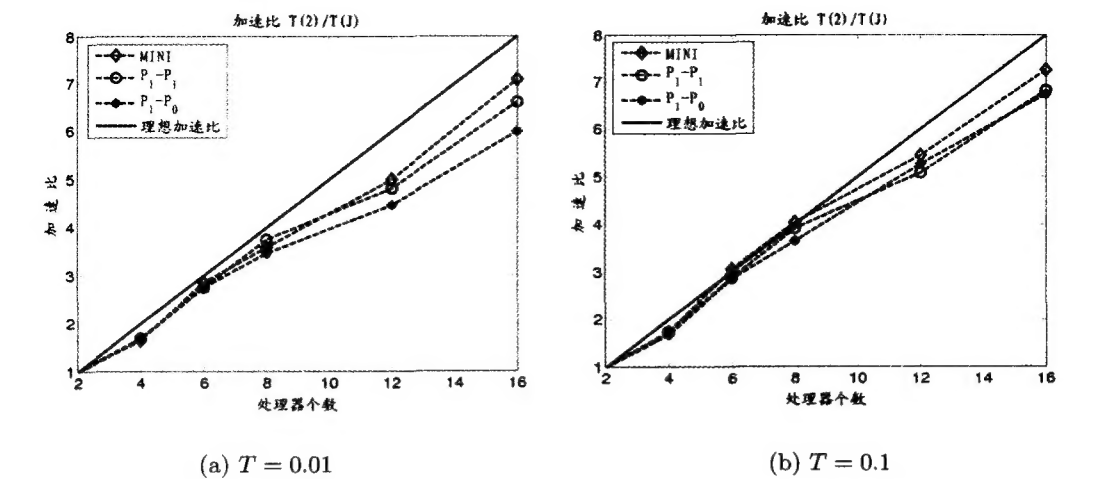 加速比 T(2)/T(J)
8
7
6
5
4
3
2
1
加速比
MINI
P₁-P₁
P₁-P₀
理想加速比
2 4 6 8 10 12 14 16
处理器个数
(a) T = 0.01
加速比 T(2)/T(J)
8
7
6
5
4
3
2
1
加速比
MINI
P₁-P₁
P₁-P₀
理想加速比
2 4 6 8 10 12 14 16
处理器个数
(b) T = 0.1